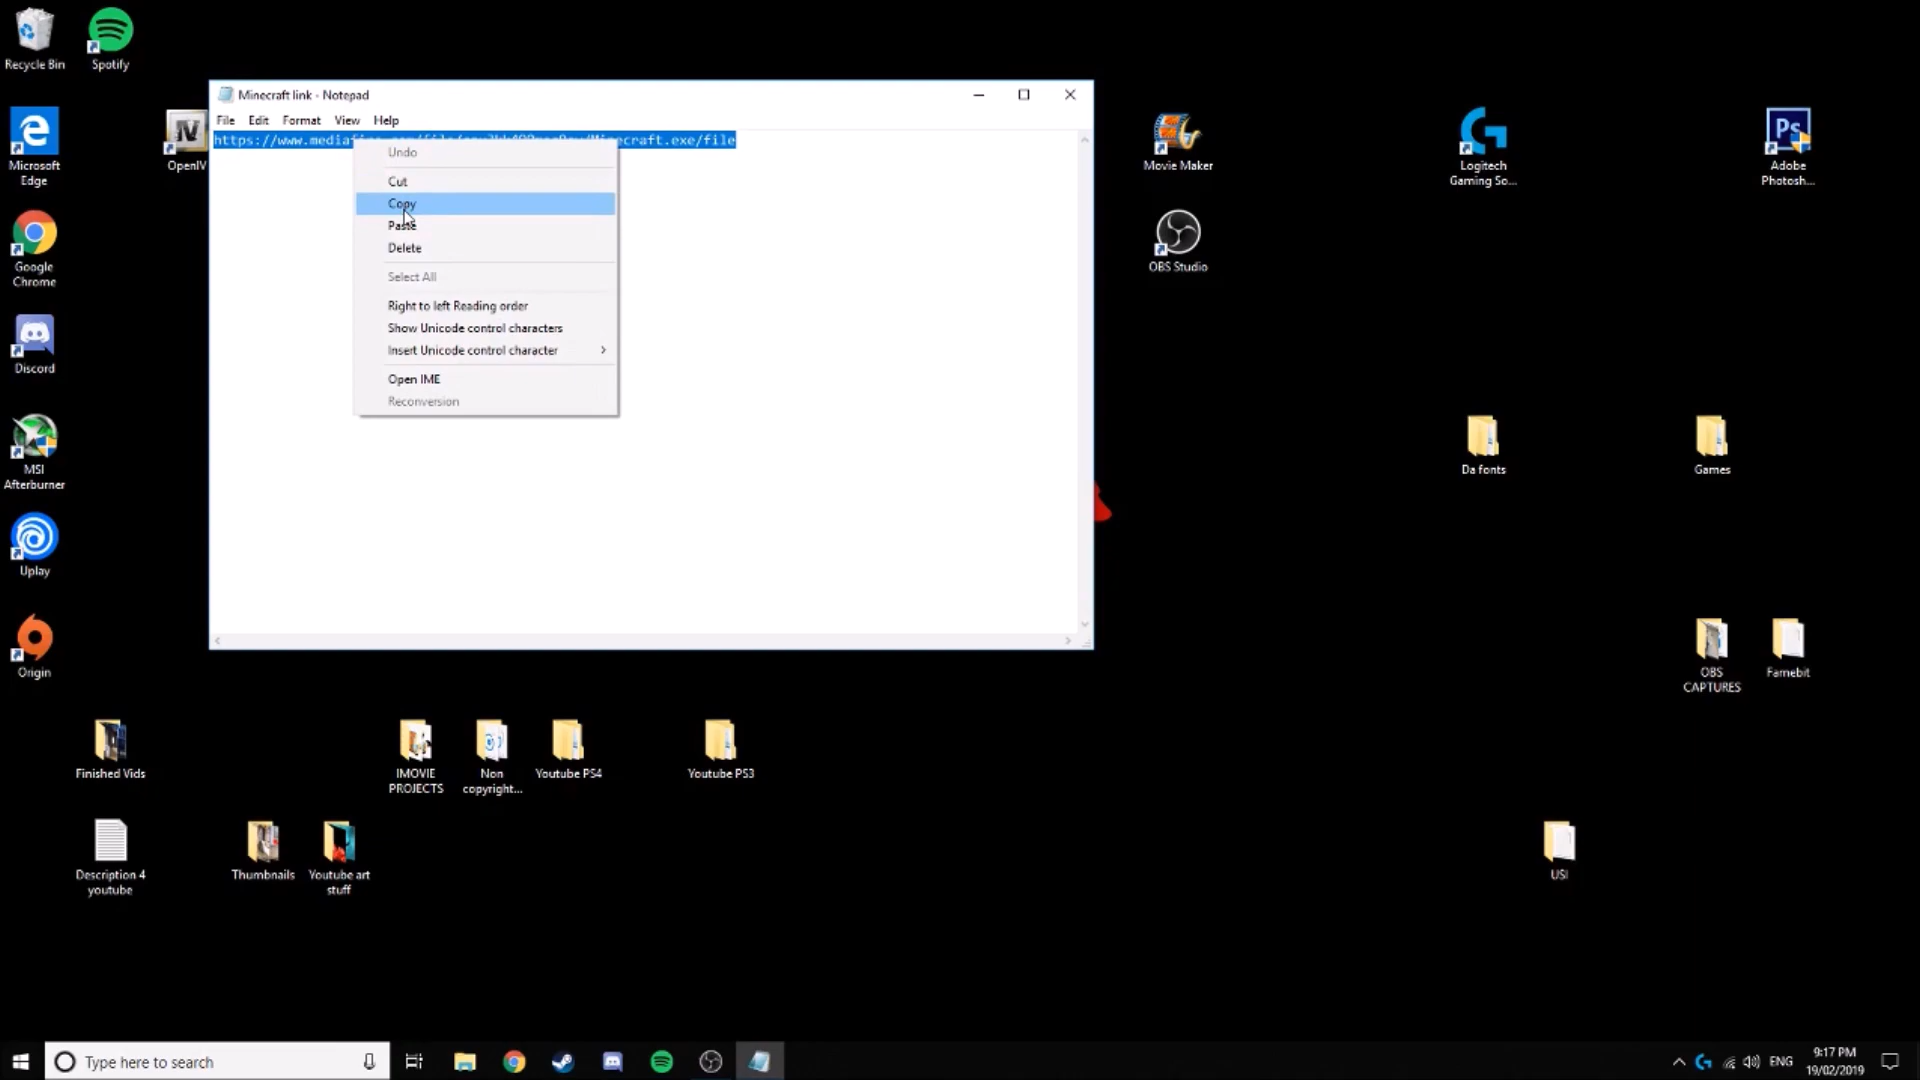 Recycle Bin
Spotify
Microsoft
Edge
OpenIV
Google
Chrome
Discord
MSI
Afterburner
Uplay
Origin
Minecraft link - Notepad
File Edit Format View Help
https://www.
craft.exe/file
Undo
Cut
Copy
Paste
Delete
Select All
Right to left Reading order
Show Unicode control characters
Insert Unicode control character
Open IME
Reconversion
Movie Maker
OBS Studio
Logitech
Gaming So...
Ps
Adobe
Photosh...
Da fonts
Games
OBS
CAPTURES
Famebit
Finished Vids
IMOVIE
PROJECTS
Non
copyright...
Youtube PS4
Youtube PS3
Description 4
youtube
Thumbnails
Youtube art
stuff
USI
Type here to search
ENG
9:17 PM
19/02/2019